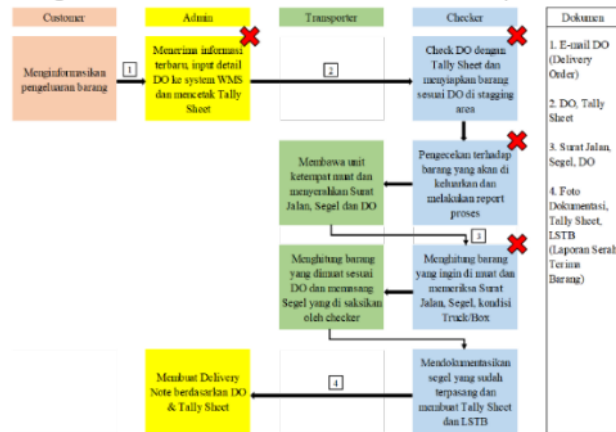 Customer
Admin
Transporter
Checker
Dokumen
Menginformasikan
pengeluaran barang
1
Menerima informasi
terbaru, input detail
DO ke system WMS
dan mencetak Tally
Sheet
2
Check DO dengan
Tally Sheet dan
menyiapkan barang
sesuai DO di stagging
area
Membawa unit
ketempat muat dan
menyerahkan Surat
Jalan, Segel dan DO
Pengecekan terhadap
barang yang akan di
keluarkan dan
melakukan report
proses
3
Menghitung barang
yang dimuat sesuai
DO dan memasang
Segel yang di saksikan
oleh checker
Menghitung barang
yang ingin di muat dan
memeriksa Surat
Jalan, Segel, kondisi
Truck/Box
Membuat Delivery
Note berdasarkan DO
& Tally Sheet
4
Mendokumentasikan
segel yang sudah
terpasang dan
membuat Tally Sheet
dan LSTB
1. E-mail DO
(Delivery
Order)
2. DO, Tally
Sheet
3. Surat Jalan,
Segel, DO
4. Foto
Dokumentasi,
Tally Sheet,
LSTB
(Laporan Serah
Terima
Barang)